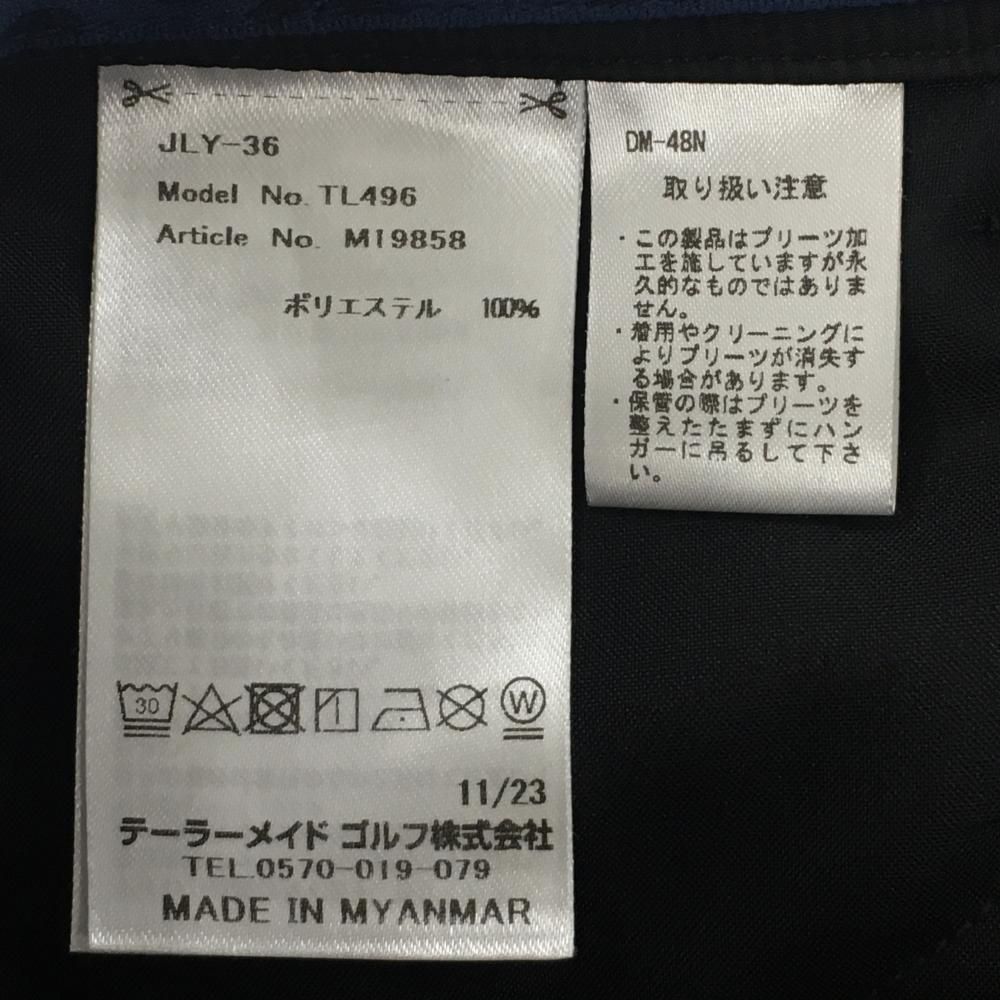 JLY-36
Model No. TL496
Article No. M19858
ポリエステル 100%
30
W
11/23
テーラーメイド ゴルフ株式会社
TEL.0570-019-079
MADE IN MYANMAR
DM-48N
取り扱い注意
・この製品はプリーツ加
工を施していますが永
久的なものではありま
せん。
・着用やクリーニングに
よりプリーツが消失す
る場合があります。
・保管の際はプリーツを
整えたたまずにハン
ガーに吊るして下さ
い。